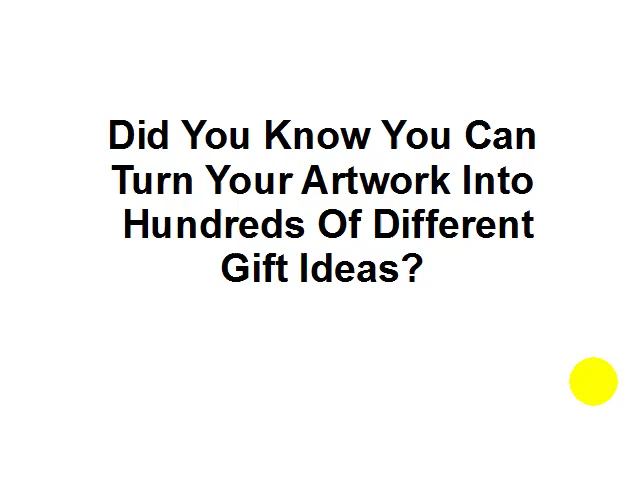 Did You Know You Can
Turn Your Artwork Into
Hundreds Of Different
Gift Ideas?